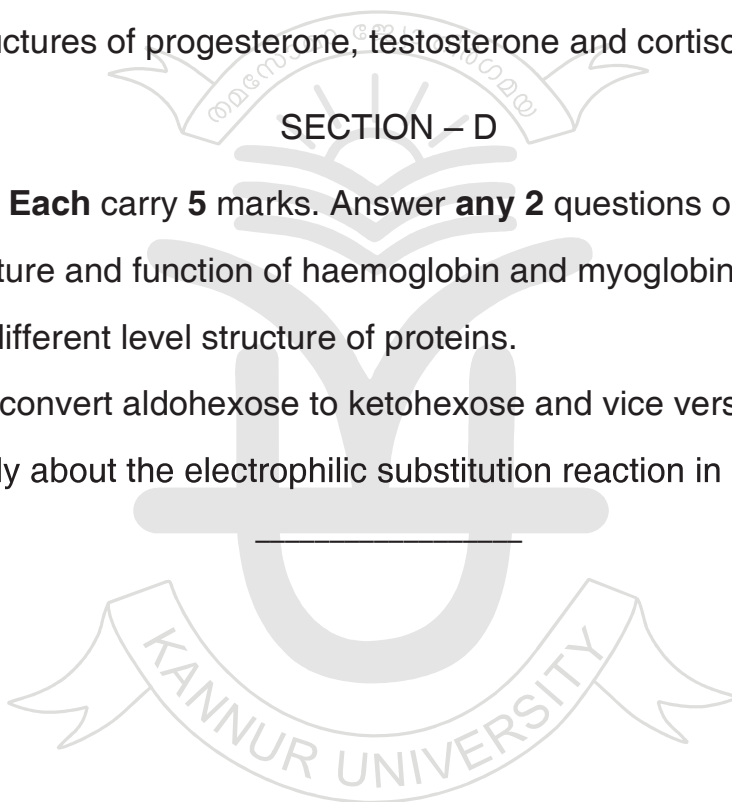 uctures of progesterone, testosterone and cortiso
SECTION – D
Each carry 5 marks. Answer any 2 questions o
ture and function of haemoglobin and myoglobin
different level structure of proteins.
convert aldohexose to ketohexose and vice vers
ly about the electrophilic substitution reaction in
KANNUR UNIVERSITY